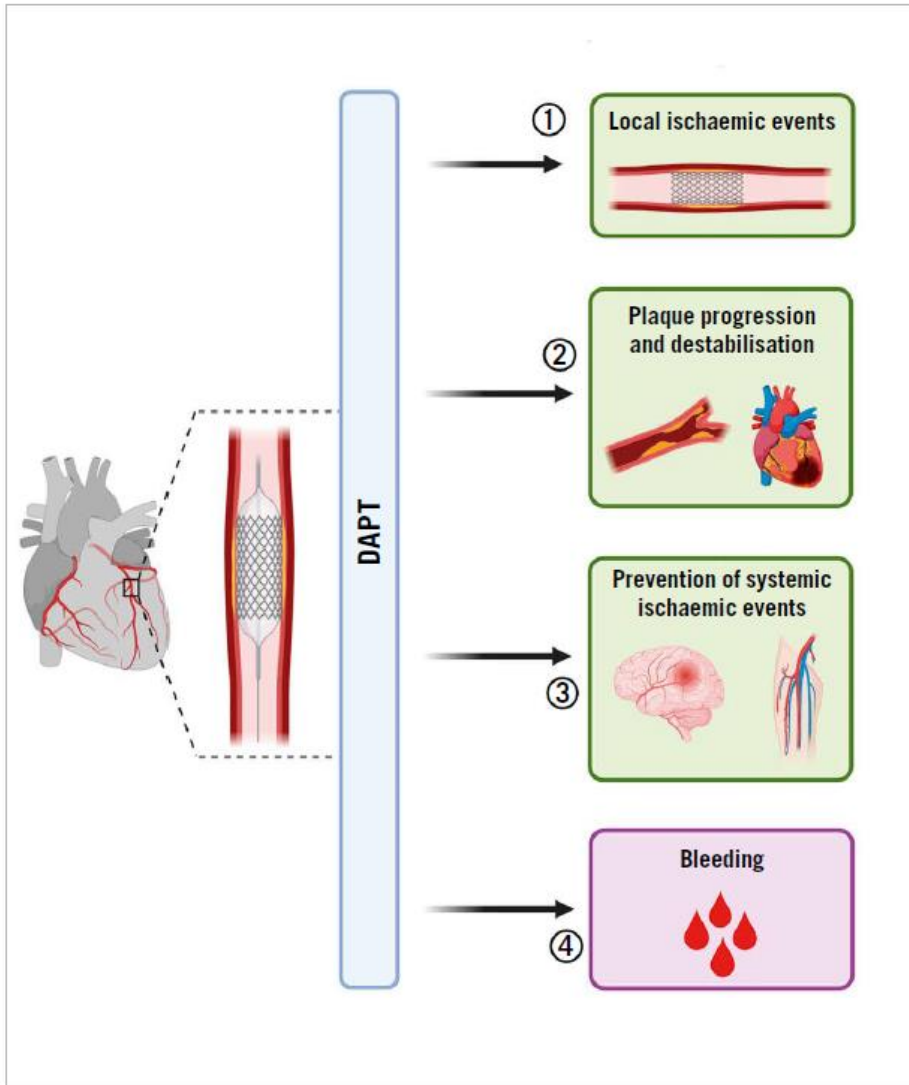 ①
Local ischaemic events
②
Plaque progression
and destabilisation
DAPT
③
Prevention of systemic
ischaemic events
④
Bleeding